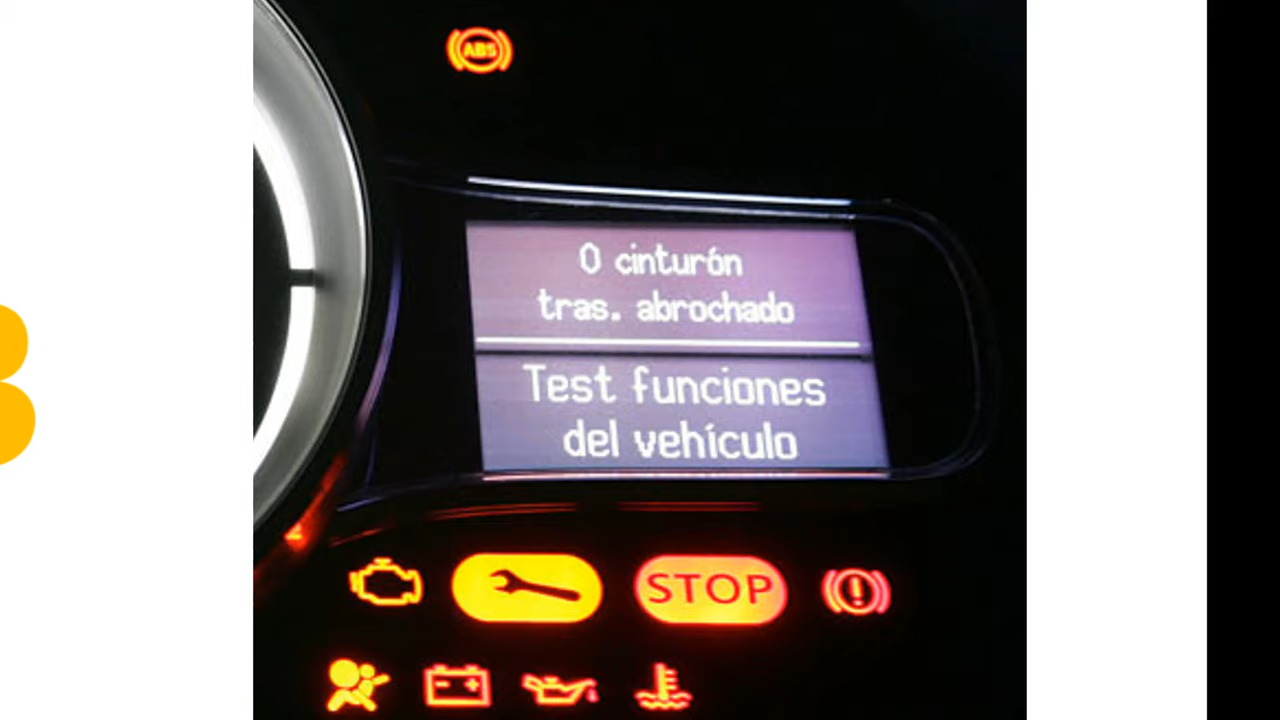 ABS
0 cinturón
tras. abrochado
Test funciones
del vehículo
STOP